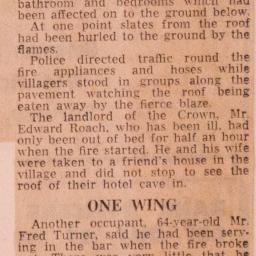 bathroom and bedrooms which had
been affected on to the ground below.
At one point slates from the roof
had been hurled to the ground by the
flames.
Police directed traffic round the
fire appliances and hoses while
villagers stood in groups along the
pavement watching the roof being
eaten away by the fierce blaze.
The landlord of the Crown, Mr.
Edward Roach, who has been ill, had
only been out of bed for half an hour
when the fire started. He and his wife
were taken to a friend's house in the
village and did not stop to see the
roof of their hotel cave in.
ONE WING
Another occupant, 64-year-old Mr.
Fred Turner, said he had been serv-
ing in the bar when the fire broke
very little that he